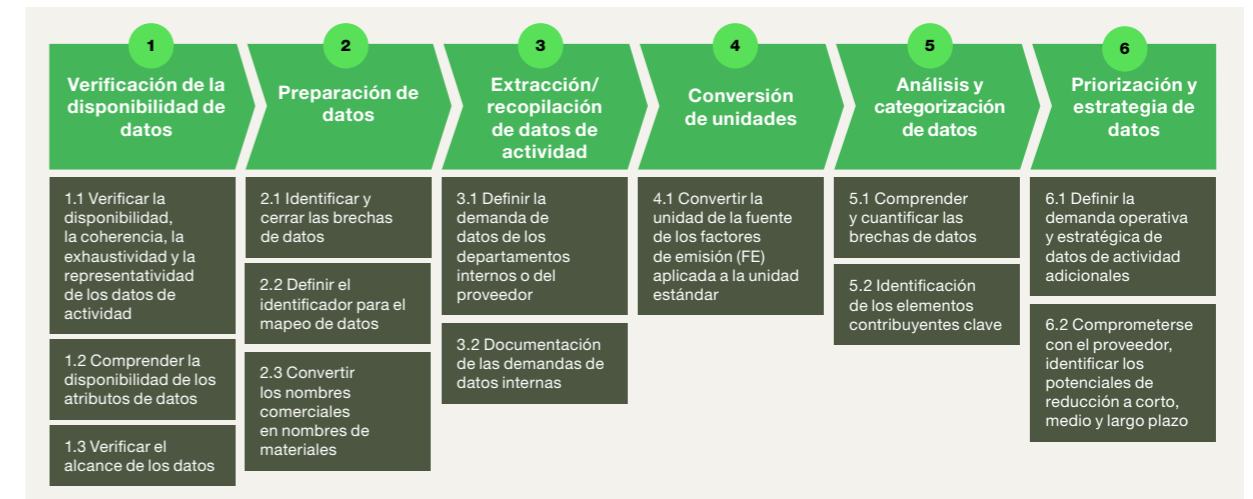 1
Verificación de la
disponibilidad de
datos
1.1 Verificar la
disponibilidad,
la coherencia, la
exhaustividad y la
representatividad
de los datos de
actividad
1.2 Comprender la
disponibilidad de los
atributos de datos
1.3 Verificar el
alcance de los datos
2
Preparación de
datos
2.1 Identificar y
cerrar las brechas
de datos
2.2 Definir el
identificador para el
mapeo de datos
2.3 Convertir
los nombres
comerciales
en nombres de
materiales
3
Extracción/
recopilación
de datos de
actividad
3.1 Definir la
demanda de
datos de los
departamentos
internos o del
proveedor
3.2 Documentación
de las demandas de
datos internas
4
Conversión
de unidades
4.1 Convertir la
unidad de la fuente
de los factores
de emisión (FE)
aplicada a la unidad
estándar
5
Análisis y
categorización
de datos
5.1 Comprender
y cuantificar las
brechas de datos
5.2 Identificación
de los elementos
contribuyentes clave
6
Priorización y
estrategia de
datos
6.1 Definir la
demanda operativa
y estratégica de
datos de actividad
adicionales
6.2 Comprometerse
con el proveedor,
identificar los
potenciales de
reducción a corto,
medio y largo plazo